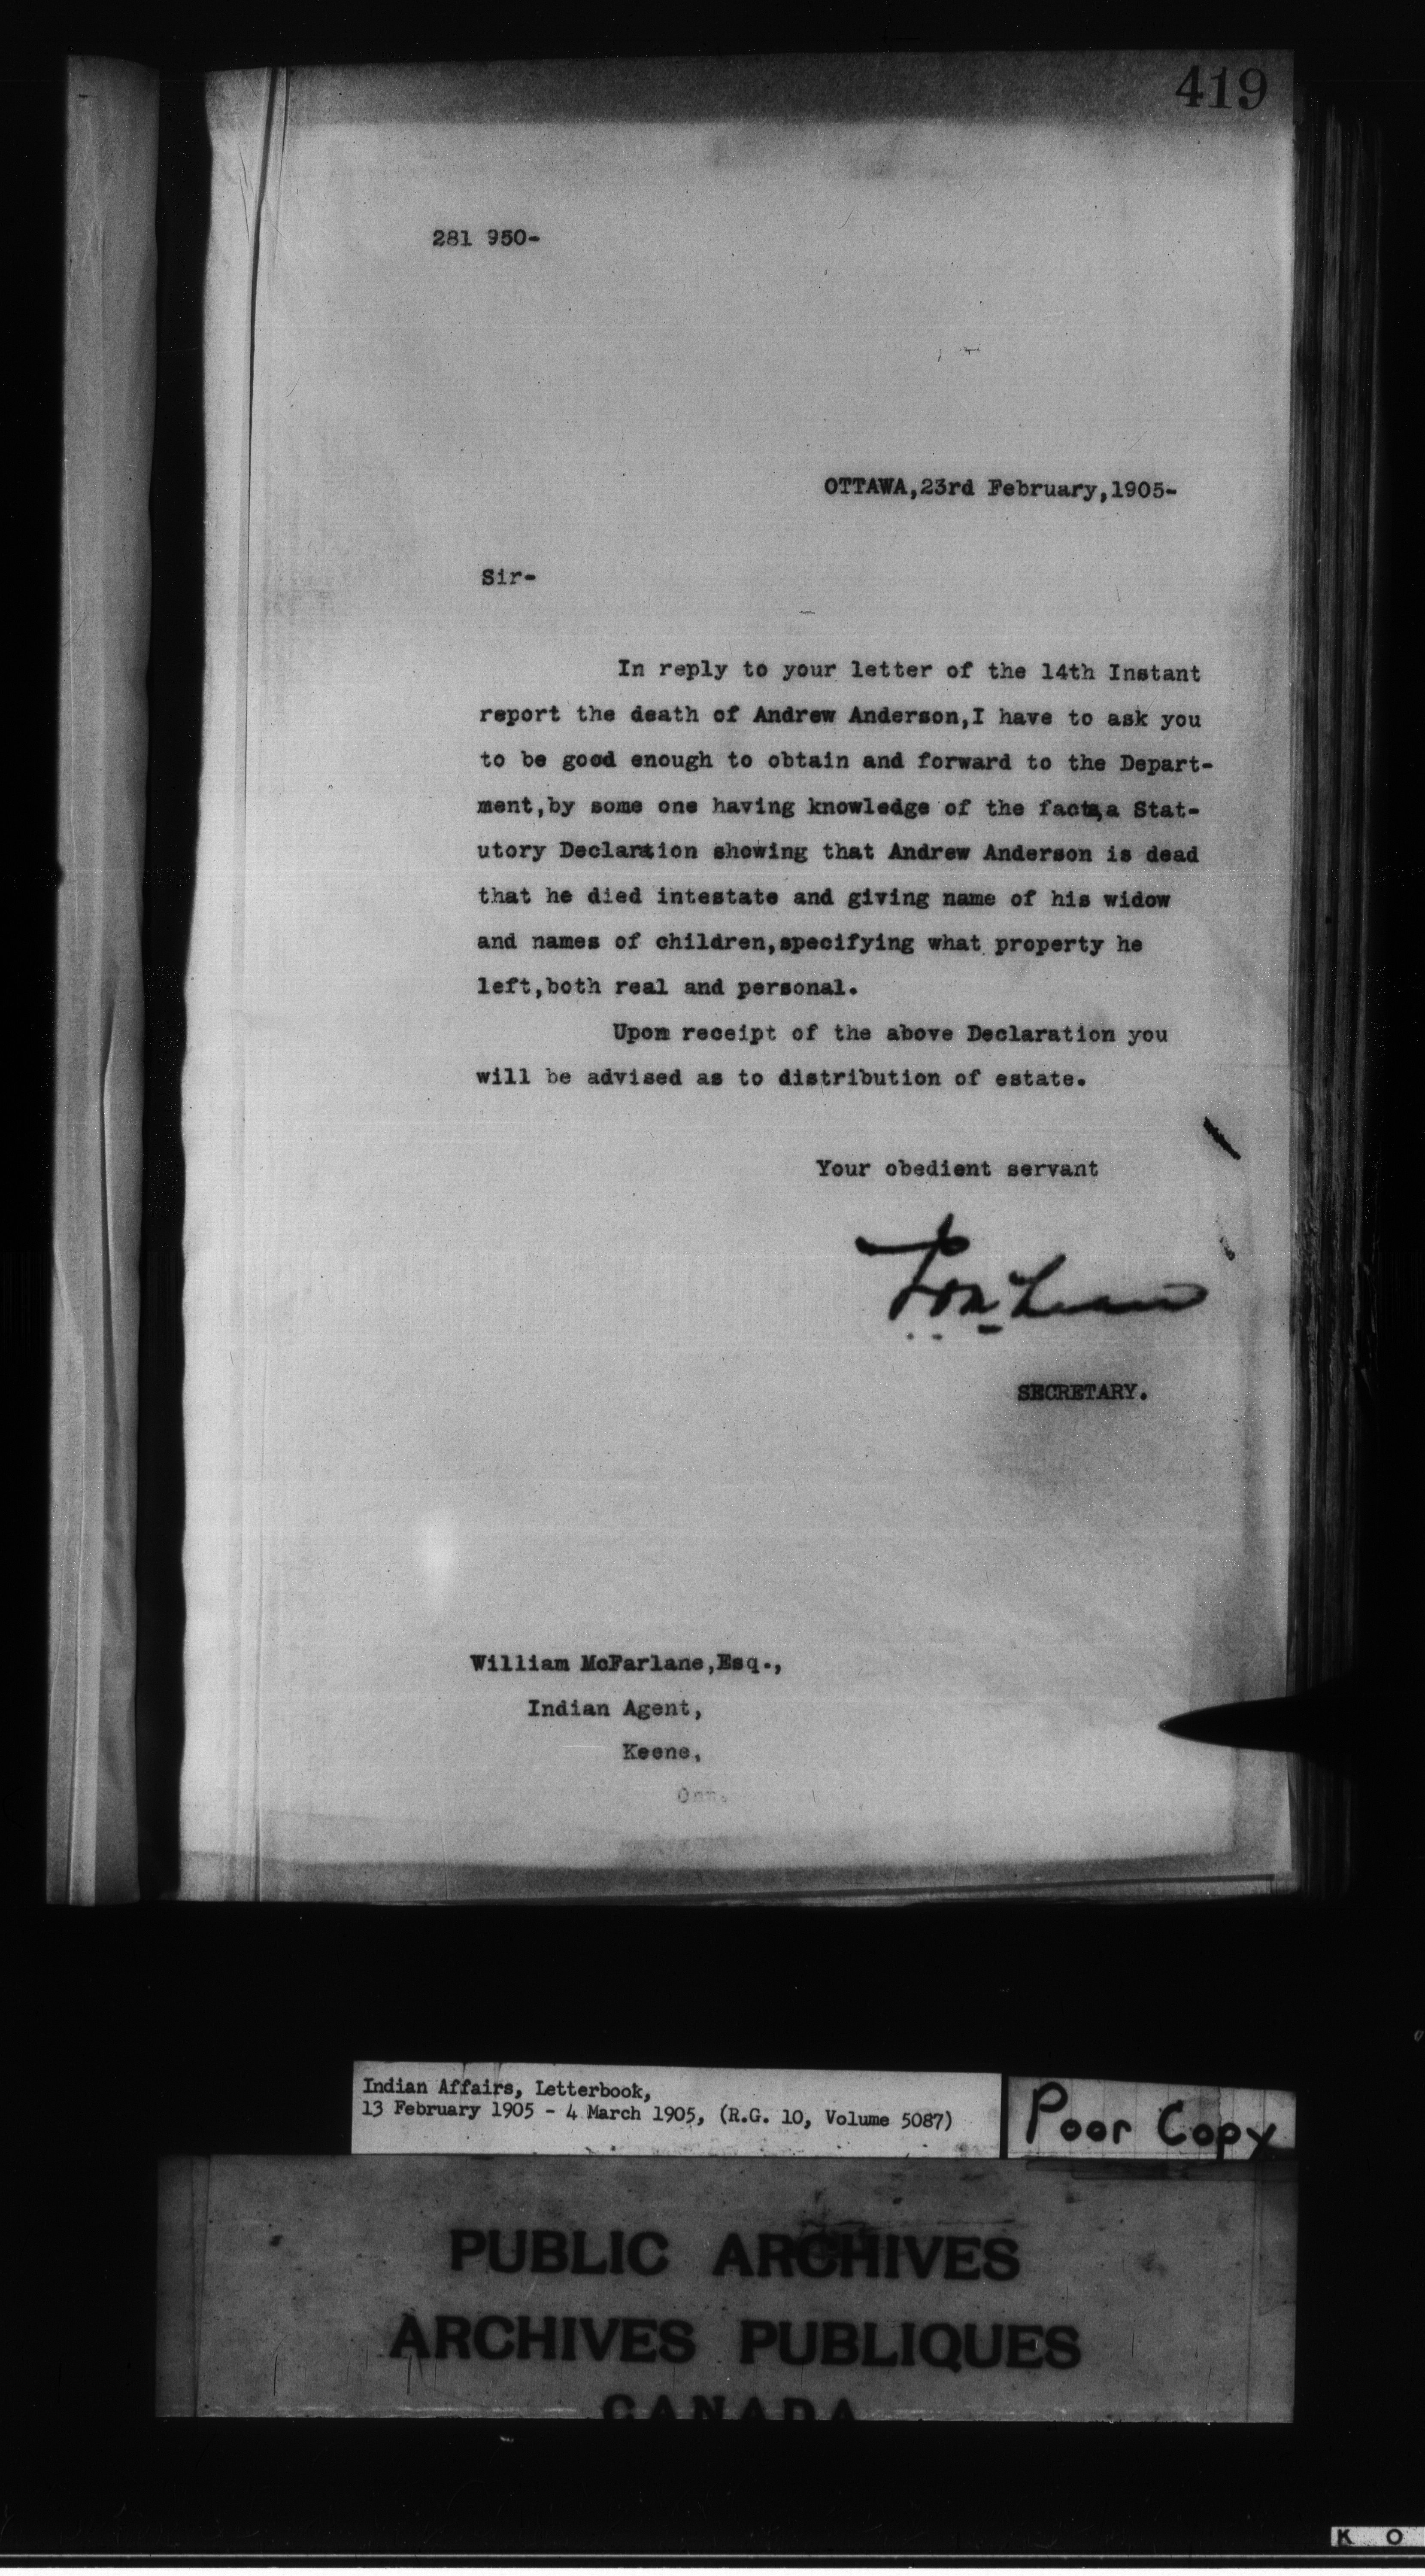 419
281 950-
OTTAWA,23rd February,1905-
Sir-
In reply to your letter of the 14th Instant
report the death of Andrew Anderson,I have to ask you
to be good enough to obtain and forward to the Depart-
ment,by some one having knowledge of the facts,a Stat-
utory Declaration showing that Andrew Anderson is dead
that he died intestate and giving name of his widow
and names of children,specifying what property he
left,both real and personal.
Upon receipt of the above Declaration you
will be advised as to distribution of estate.
Your obedient servant
SECRETARY.
William McFarlane,Esq.,
Indian Agent,
Keene,
Indian Affairs, Letterbook,
13 February 1905 - 4 March 1905, (R.G. 10, Volume 5087)
Poor Copy
PUBLIC ARCHIVES
ARCHIVES PUBLIQUES
CANADA
K O